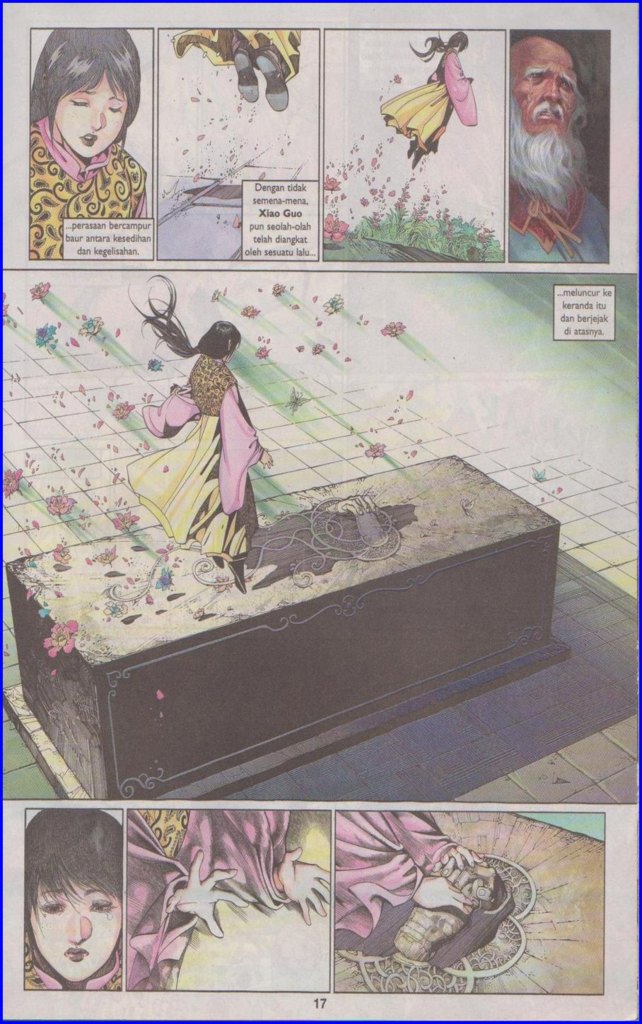 ...perasaan bercampur
baur antara kesedihan
dan kegelisahan.
Dengan tidak
semena-mena,
Xiao Guo
pun seolah-olah
telah diangkat
oleh sesuatu lalu...
...meluncur ke
keranda itu
dan berjejak
di atasnya.
17